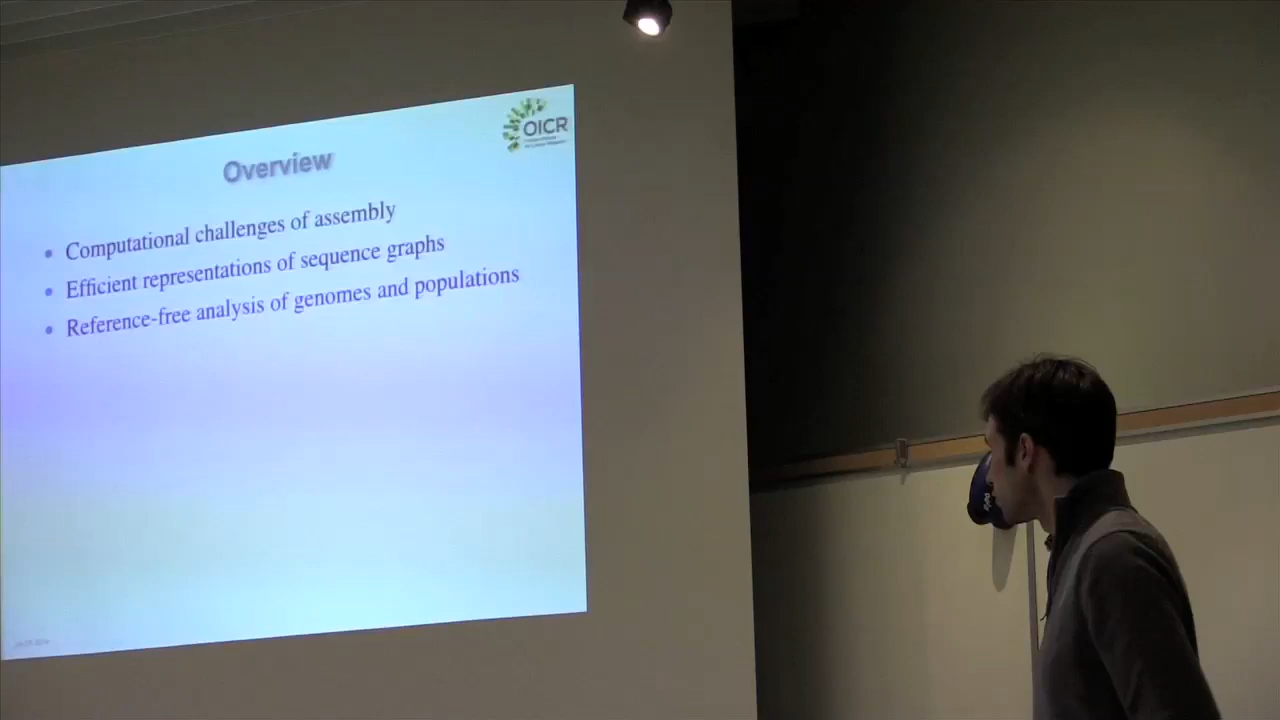 OICR
Overview
• Computational challenges of assembly
• Efficient representations of sequence graphs
• Reference-free analysis of genomes and populations